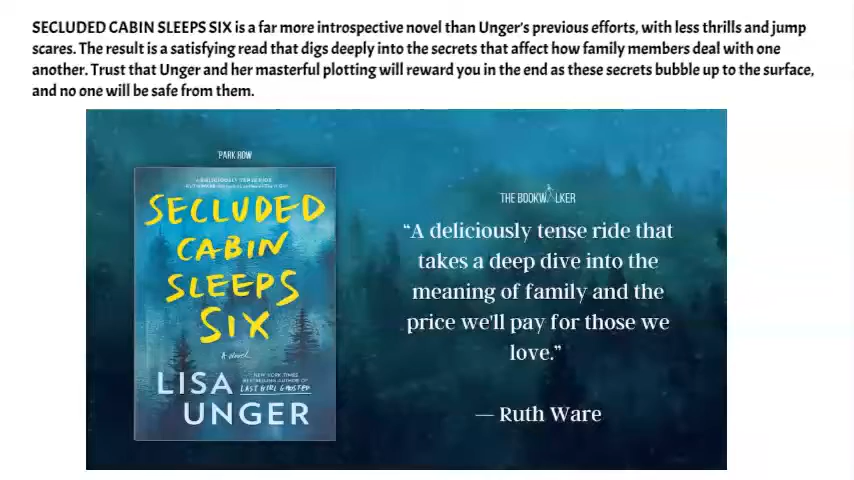 SECLUDED CABIN SLEEPS SIX is a far more introspective novel than Unger's previous efforts, with less thrills and jump
scares. The result is a satisfying read that digs deeply into the secrets that affect how family members deal with one
another. Trust that Unger and her masterful plotting will reward you in the end as these secrets bubble up to the surface,
and no one will be safe from them.
PARK ROW
SECLUDED
CABIN
SLEEPS
SIX
A Novel
LISA
NEW YORK TIMES
BESTSELLING AUTHOR OF
LAST GIRL GHOSTED
UNGER
THE BOOKWALKER
“A deliciously tense ride that
takes a deep dive into the
meaning of family and the
price we'll pay for those we
love.”
— Ruth Ware